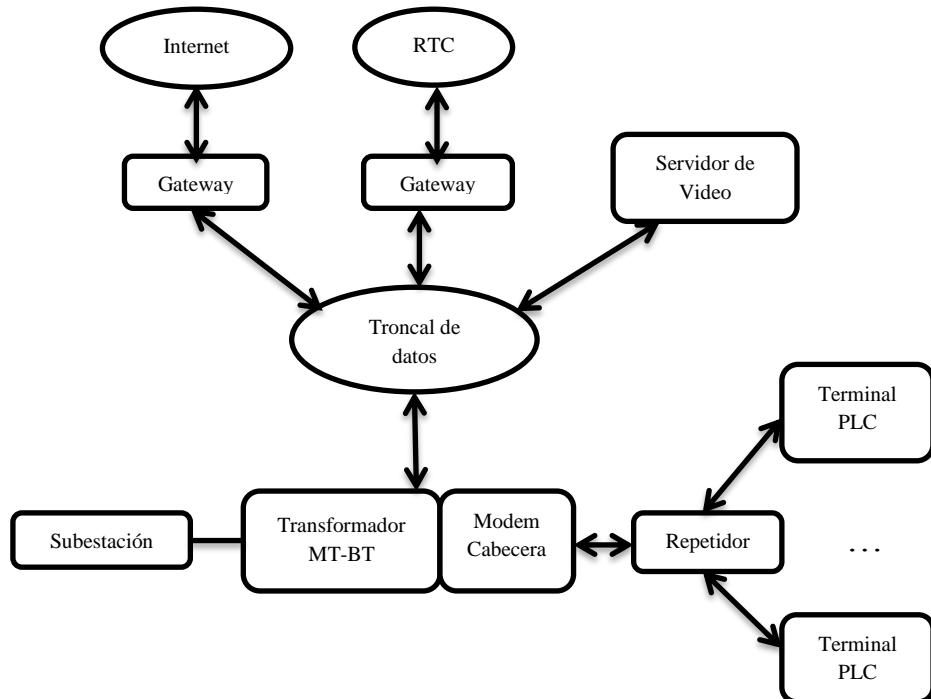 Internet
RTC
Gateway
Gateway
Servidor de
Video
Troncal de
datos
Terminal
PLC
Subestación
Transformador
MT-BT
Modem
Cabecera
Repetidor
...
Terminal
PLC